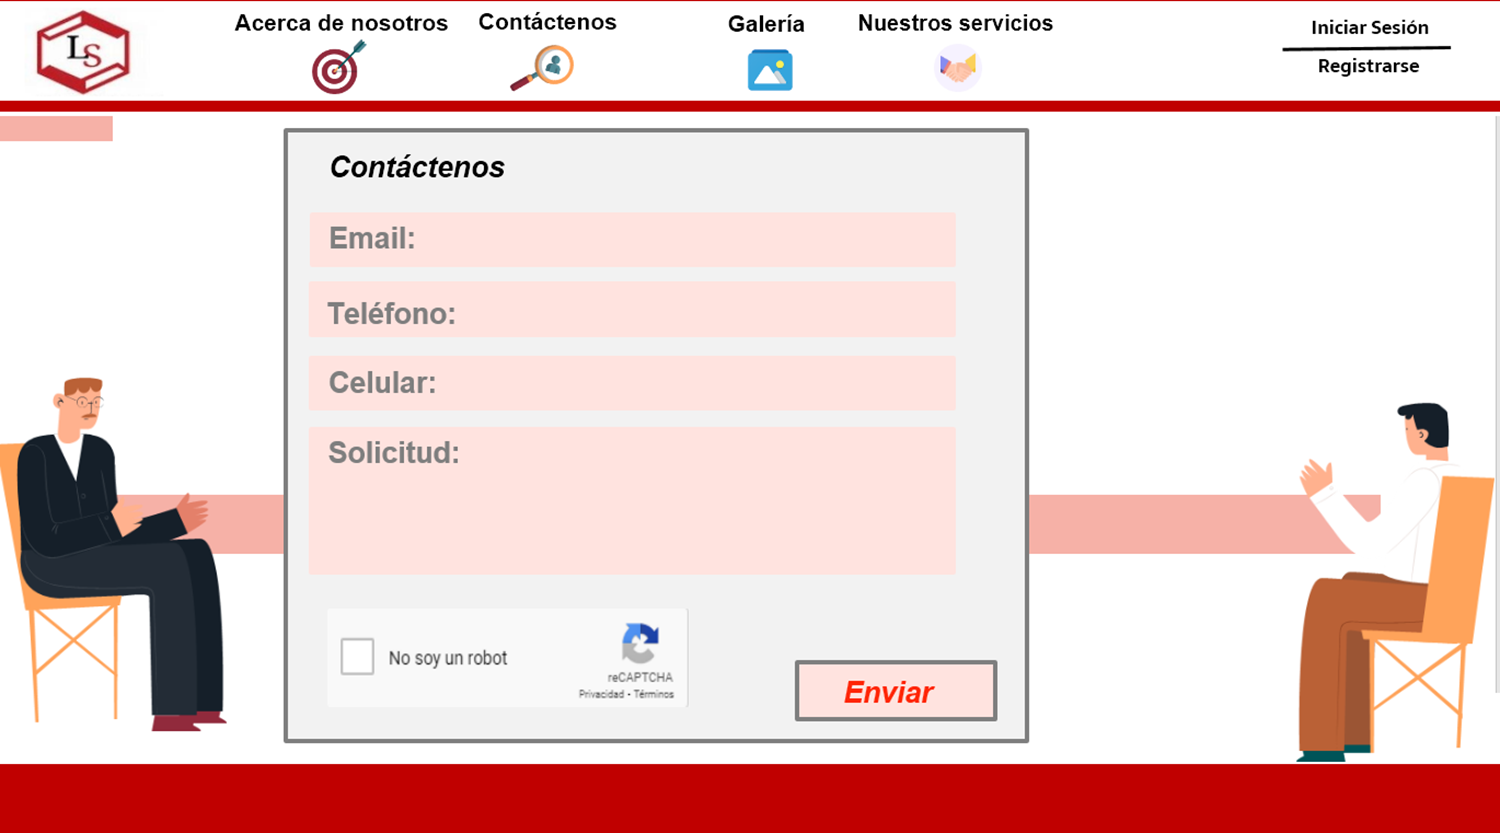 LS
Acerca de nosotros
Contáctenos
Galería
Nuestros servicios
Iniciar Sesión
Registrarse
Contáctenos
Email:
Teléfono:
Celular:
Solicitud:
No soy un robot
reCAPTCHA
Privacidad • Términos
Enviar